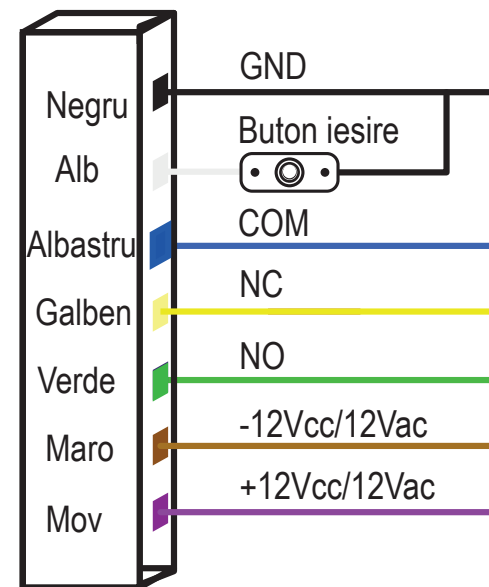 GND
Negru
Buton iesire
Alb
COM
Albastru
NC
Galben
NO
Verde
-12Vcc/12Vac
Maro
+12Vcc/12Vac
Mov